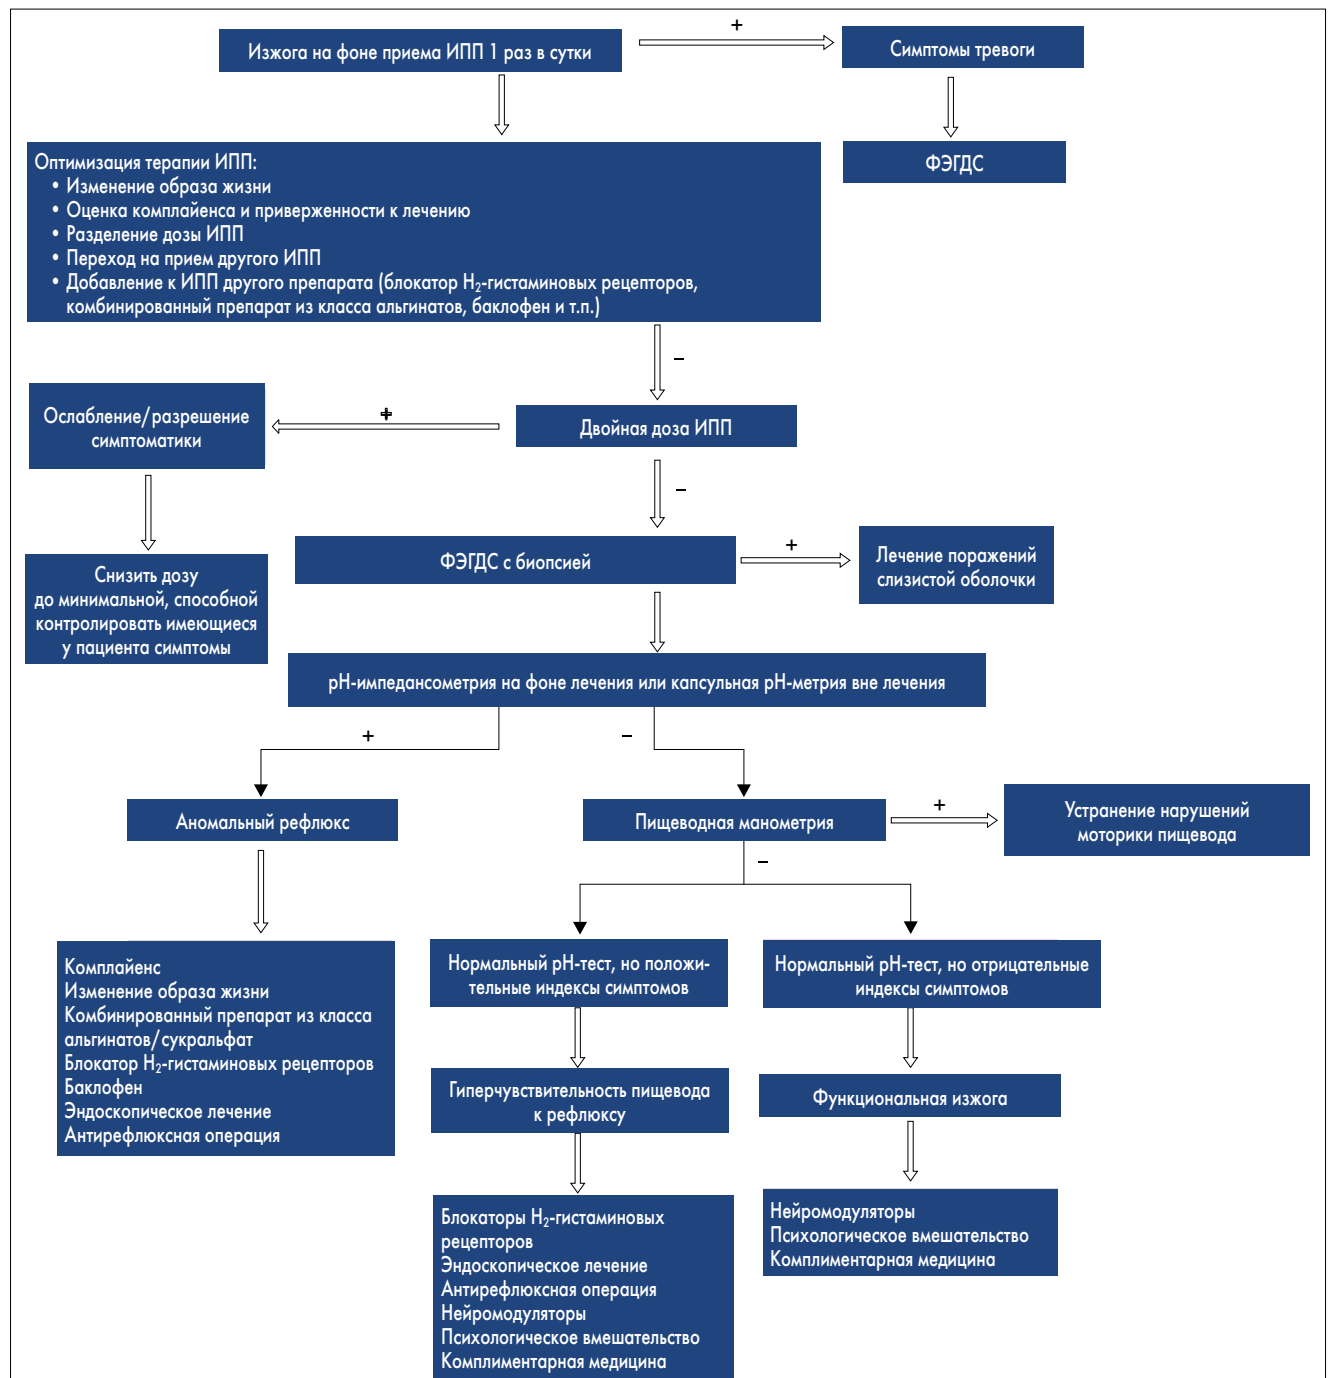 +
Изжога на фоне приема ИПП 1 раз в сутки
Симптомы тревоги
ФЭГДС
Оптимизация терапии ИПП:
• Изменение образа жизни
• Оценка комплайенса и приверженности к лечению
• Разделение дозы ИПП
• Переход на прием другого ИПП
• Добавление к ИПП другого препарата (блокатор H₂-гистаминовых рецепторов,
комбинированный препарат из класса альгинатов, баклофен и т.п.)
–
Ослабление/разрешение
симптоматики
+
Двойная доза ИПП
–
Снизить дозу
до минимальной, способной
контролировать имеющиеся
у пациента симптомы
ФЭГДС с биопсией
+
Лечение поражений
слизистой оболочки
pH-импедансометрия на фоне лечения или капсульная pH-метрия вне лечения
+
–
Аномальный рефлюкс
Пищеводная манометрия
+
Устранение нарушений
моторики пищевода
–
Комплайенс
Изменение образа жизни
Комбинированный препарат из класса
альгинатов/сукральфат
Блокатор H₂-гистаминовых рецепторов
Баклофен
Эндоскопическое лечение
Антирефлюксная операция
Нормальный pH-тест, но положи-
тельные индексы симптомов
Нормальный pH-тест, но отрицательные
индексы симптомов
Гиперчувствительность пищевода
к рефлюксу
Функциональная изжога
Блокаторы H₂-гистаминовых
рецепторов
Эндоскопическое лечение
Антирефлюксная операция
Нейромодуляторы
Психологическое вмешательство
Комплиментарная медицина
Нейромодуляторы
Психологическое вмешательство
Комплиментарная медицина